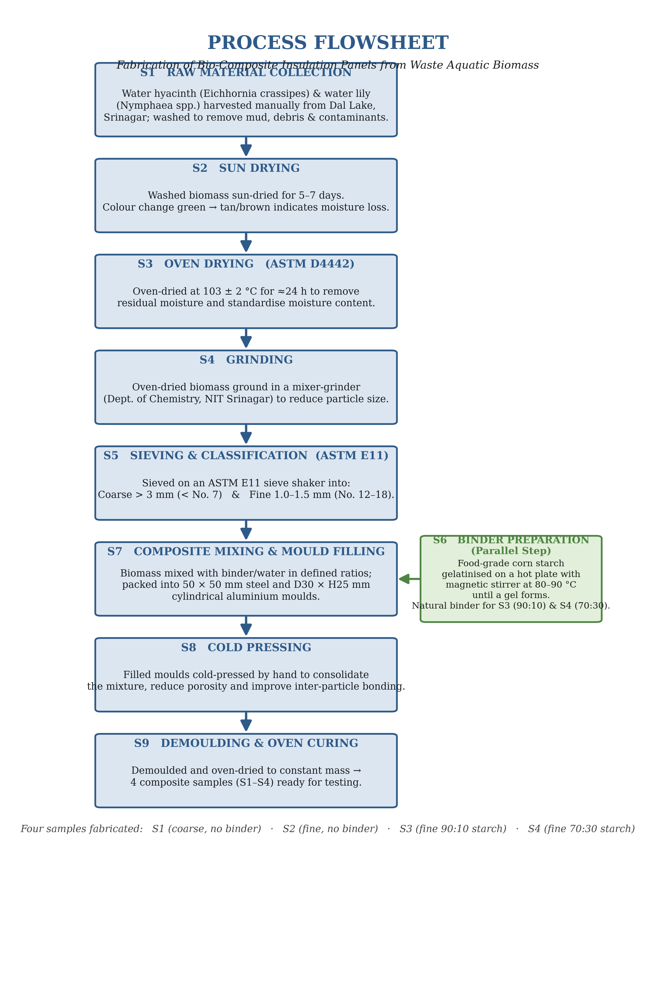 PROCESS FLOWSHEET
Fabrication of Bio-Composite Insulation Panels from Waste Aquatic Biomass
S1 RAW MATERIAL COLLECTION
Water hyacinth (Eichhornia crassipes) & water lily
(Nymphaea spp.) harvested manually from Dal Lake,
Srinagar; washed to remove mud, debris & contaminants.
S2 SUN DRYING
Washed biomass sun-dried for 5–7 days.
Colour change green → tan/brown indicates moisture loss.
S3 OVEN DRYING (ASTM D4442)
Oven-dried at 103 ± 2 °C for ≈24 h to remove
residual moisture and standardise moisture content.
S4 GRINDING
Oven-dried biomass ground in a mixer-grinder
(Dept. of Chemistry, NIT Srinagar) to reduce particle size.
S5 SIEVING & CLASSIFICATION (ASTM E11)
Sieved on an ASTM E11 sieve shaker into:
Coarse > 3 mm (< No. 7) & Fine 1.0–1.5 mm (No. 12–18).
S6 BINDER PREPARATION
(Parallel Step)
Food-grade corn starch
gelatinised on a hot plate with
magnetic stirrer at 80–90 °C
until a gel forms.
Natural binder for S3 (90:10) & S4 (70:30).
S7 COMPOSITE MIXING & MOULD FILLING
Biomass mixed with binder/water in defined ratios;
packed into 50 × 50 mm steel and D30 × H25 mm
cylindrical aluminium moulds.
S8 COLD PRESSING
Filled moulds cold-pressed by hand to consolidate
the mixture, reduce porosity and improve inter-particle bonding.
S9 DEMOULDING & OVEN CURING
Demoulded and oven-dried to constant mass →
4 composite samples (S1–S4) ready for testing.
Four samples fabricated: S1 (coarse, no binder) · S2 (fine, no binder) · S3 (fine 90:10 starch) · S4 (fine 70:30 starch)